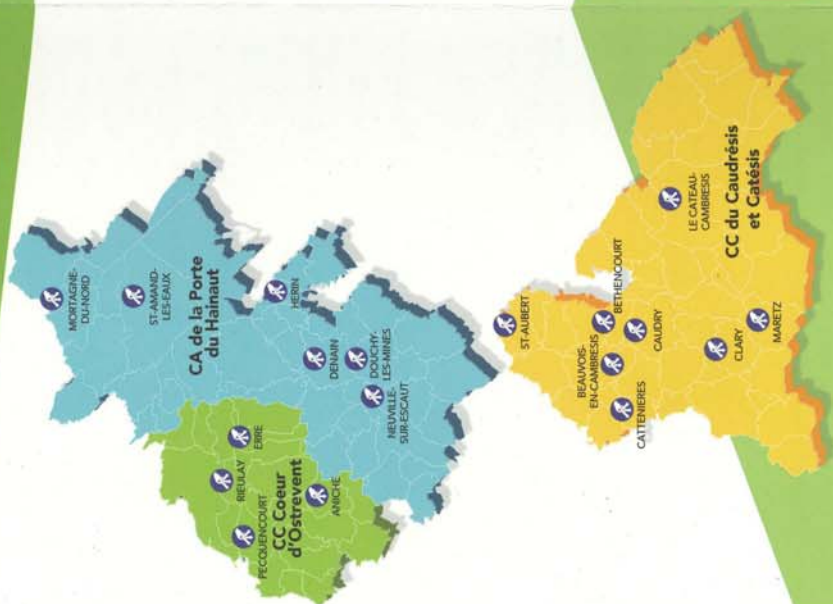 MORTAGNE-
DU-NORD
ST-AMAND-
LES-EAUX
CA de la Porte
du Hainaut
HERIN
DENAIN
DOUCHY-
LES-MINES
NEUVILLE-
SUR-ESCAUT
ERRE
RIEULAY
PECQUENCOURT
CC Coeur
d'Ostrevent
ANICHE
ST-AUBERT
BETHENCOURT
BEAUVOIS-
EN-CAMBRESIS
CAUDRY
CATTENIERES
LE CATEAU-
CAMBRESIS
CC du Caudrésis
et Catésis
CLARY
MARETZ